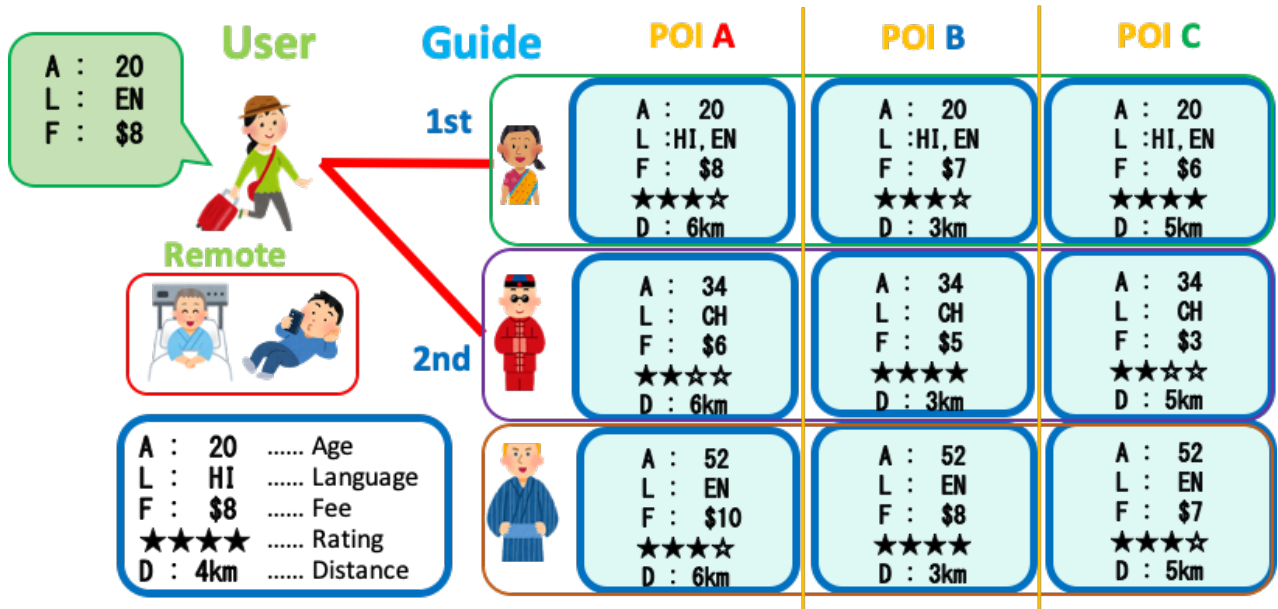 User
Guide
POI A
POI B
POI C
A : 20
L : EN
F : $8
1st
A : 20
L :HI,EN
F : $8
★★★☆
D : 6km
A : 20
L :HI,EN
F : $7
★★★☆
D : 3km
A : 20
L :HI,EN
F : $6
★★★★
D : 5km
Remote
2nd
A : 34
L : CH
F : $6
★★☆☆
D : 6km
A : 34
L : CH
F : $5
★★★★
D : 3km
A : 34
L : CH
F : $3
★★☆☆
D : 5km
A : 20 ...... Age
L : HI ...... Language
F : $8 ...... Fee
★★★★ ...... Rating
D : 4km ...... Distance
A : 52
L : EN
F : $10
★★★☆
D : 6km
A : 52
L : EN
F : $8
★★★★
D : 3km
A : 52
L : EN
F : $7
★★★☆
D : 5km